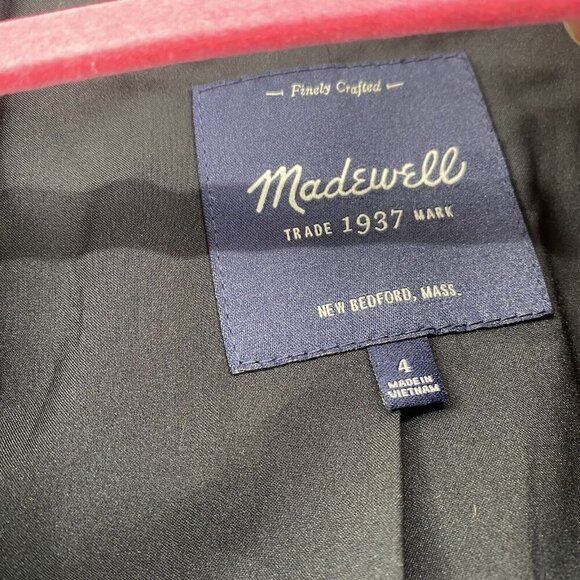 Finely Crafted
Madewell
TRADE 1937 MARK
NEW BEDFORD, MASS.
4
MADE IN
VIETNAM